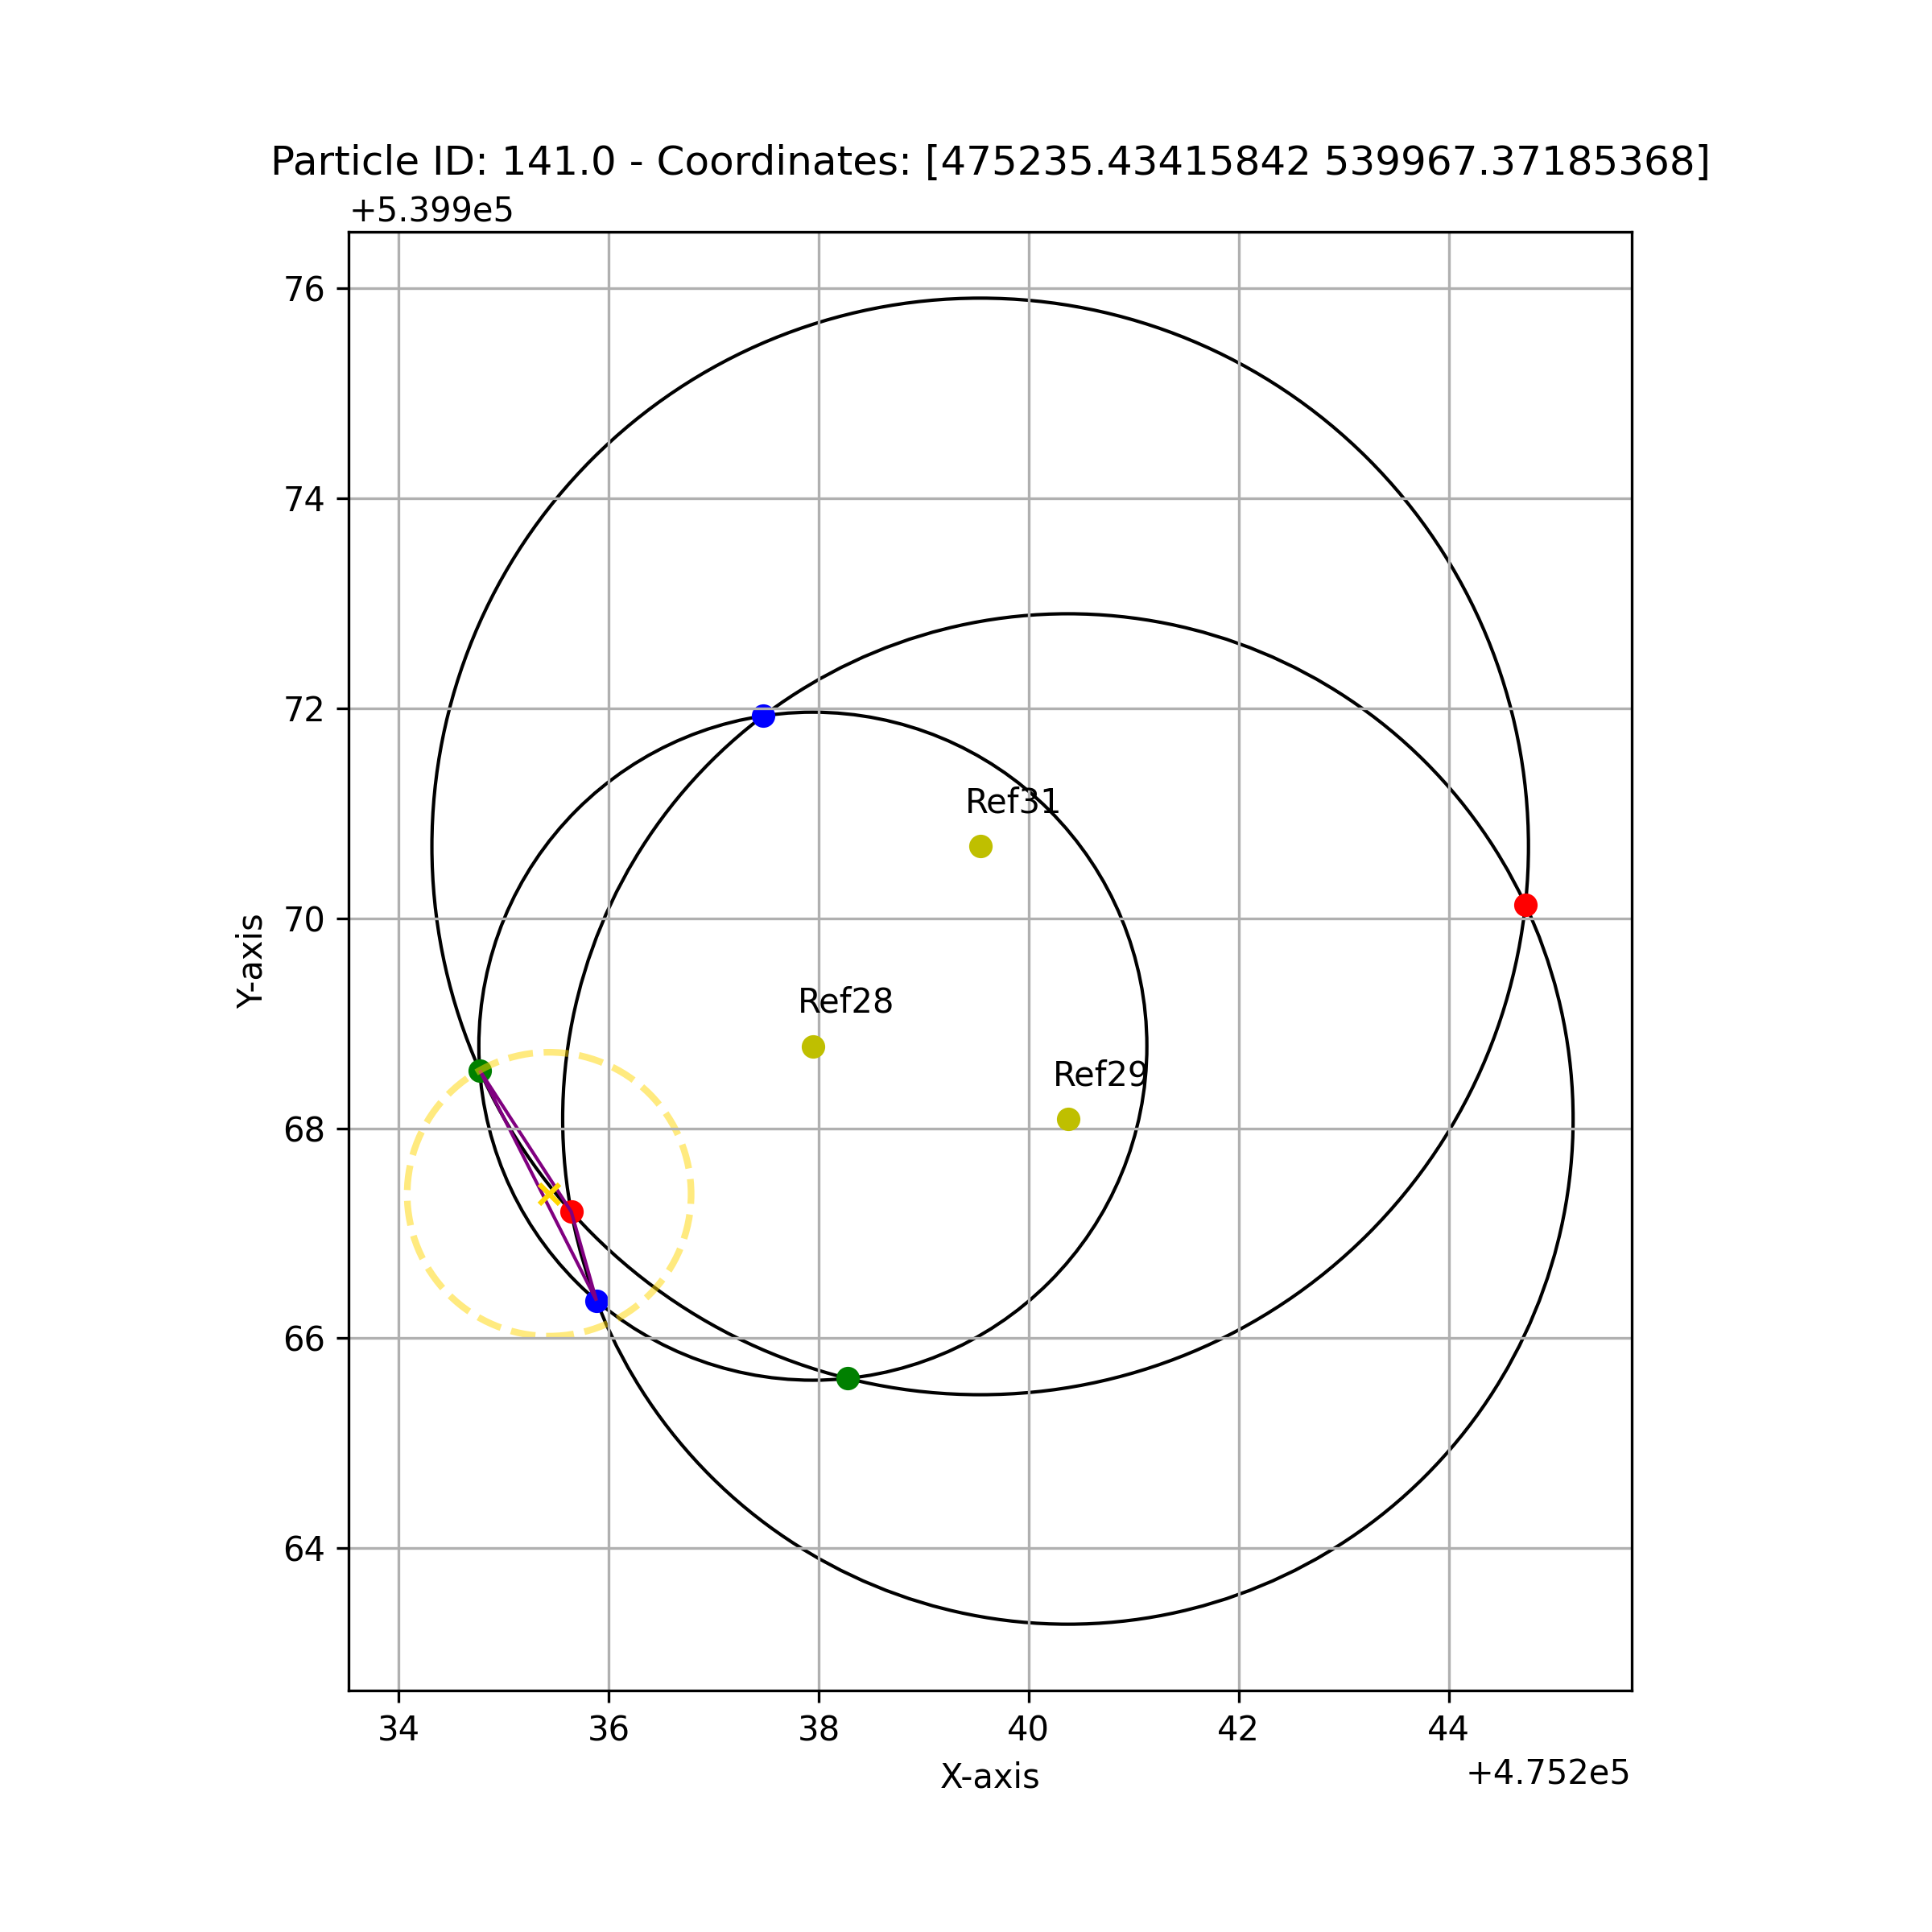 Particle ID: 141.0 - Coordinates: [475235.43415842 539967.37185368]
+5.399e5
76
74
72
Ref31
70
Y-axis
Ref28
Ref29
68
66
64
34 36 38 40 42 44
X-axis
+4.752e5